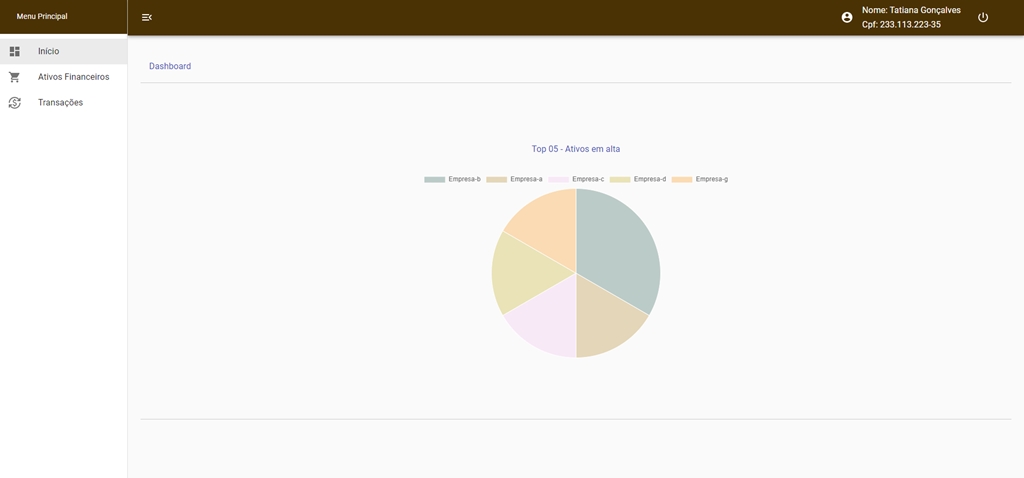 Menu Principal
Nome: Tatiana Gonçalves
Cpf: 233.113.223-35
Início
Ativos Financeiros
Transações
Dashboard
Top 05 - Ativos em alta
Empresa-b Empresa-a Empresa-c Empresa-d Empresa-g